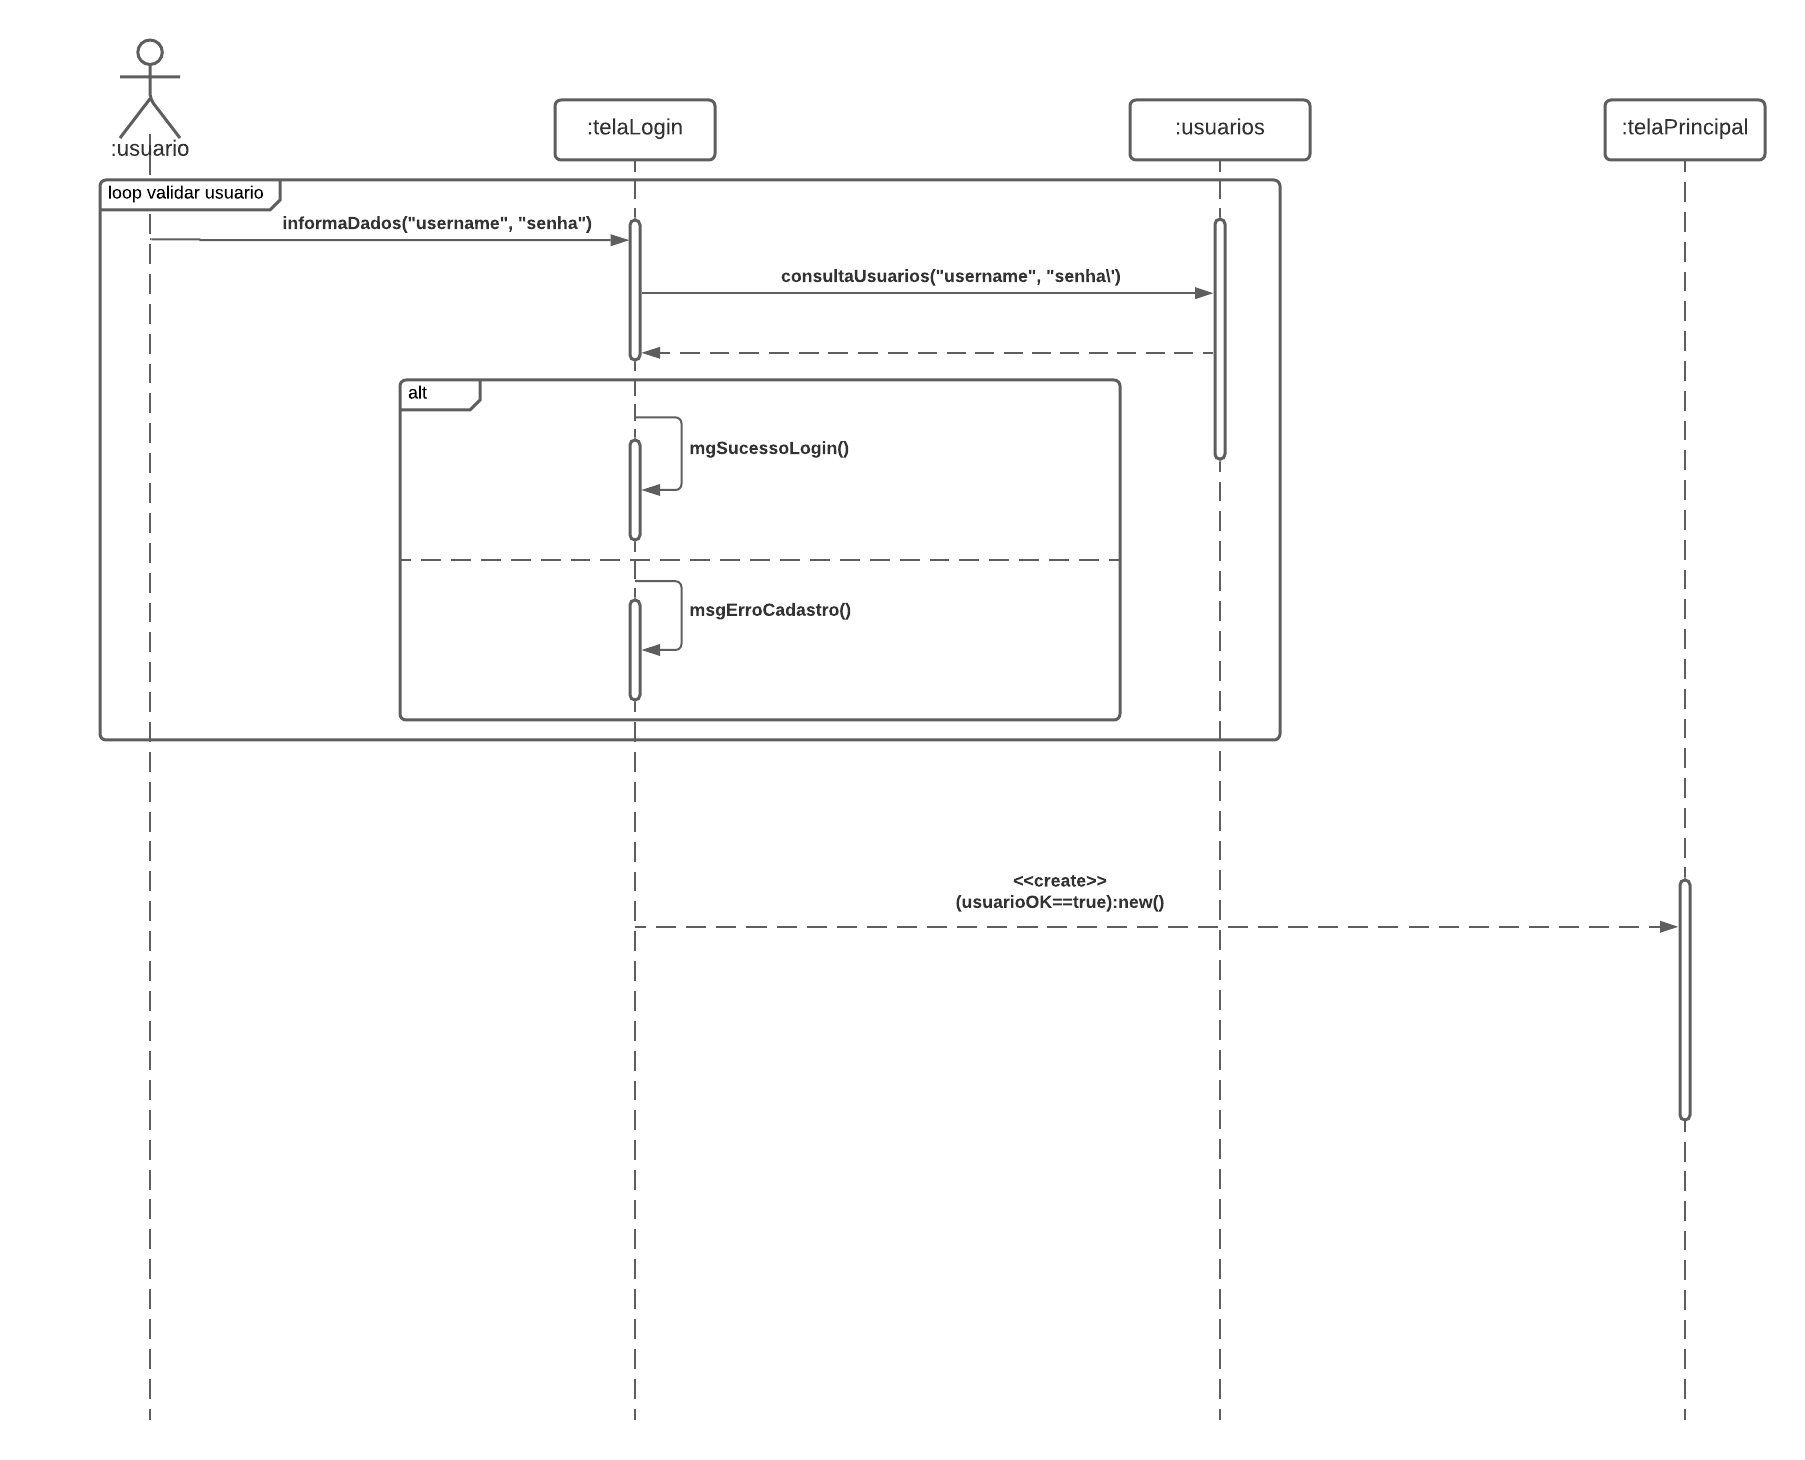 :usuario
:telaLogin
:usuarios
:telaPrincipal
loop validar usuario
informaDados("username", "senha")
consultaUsuarios("username", "senha\')
alt
mgSucessoLogin()
msgErroCadastro()
<<create>>
(usuarioOK==true):new()